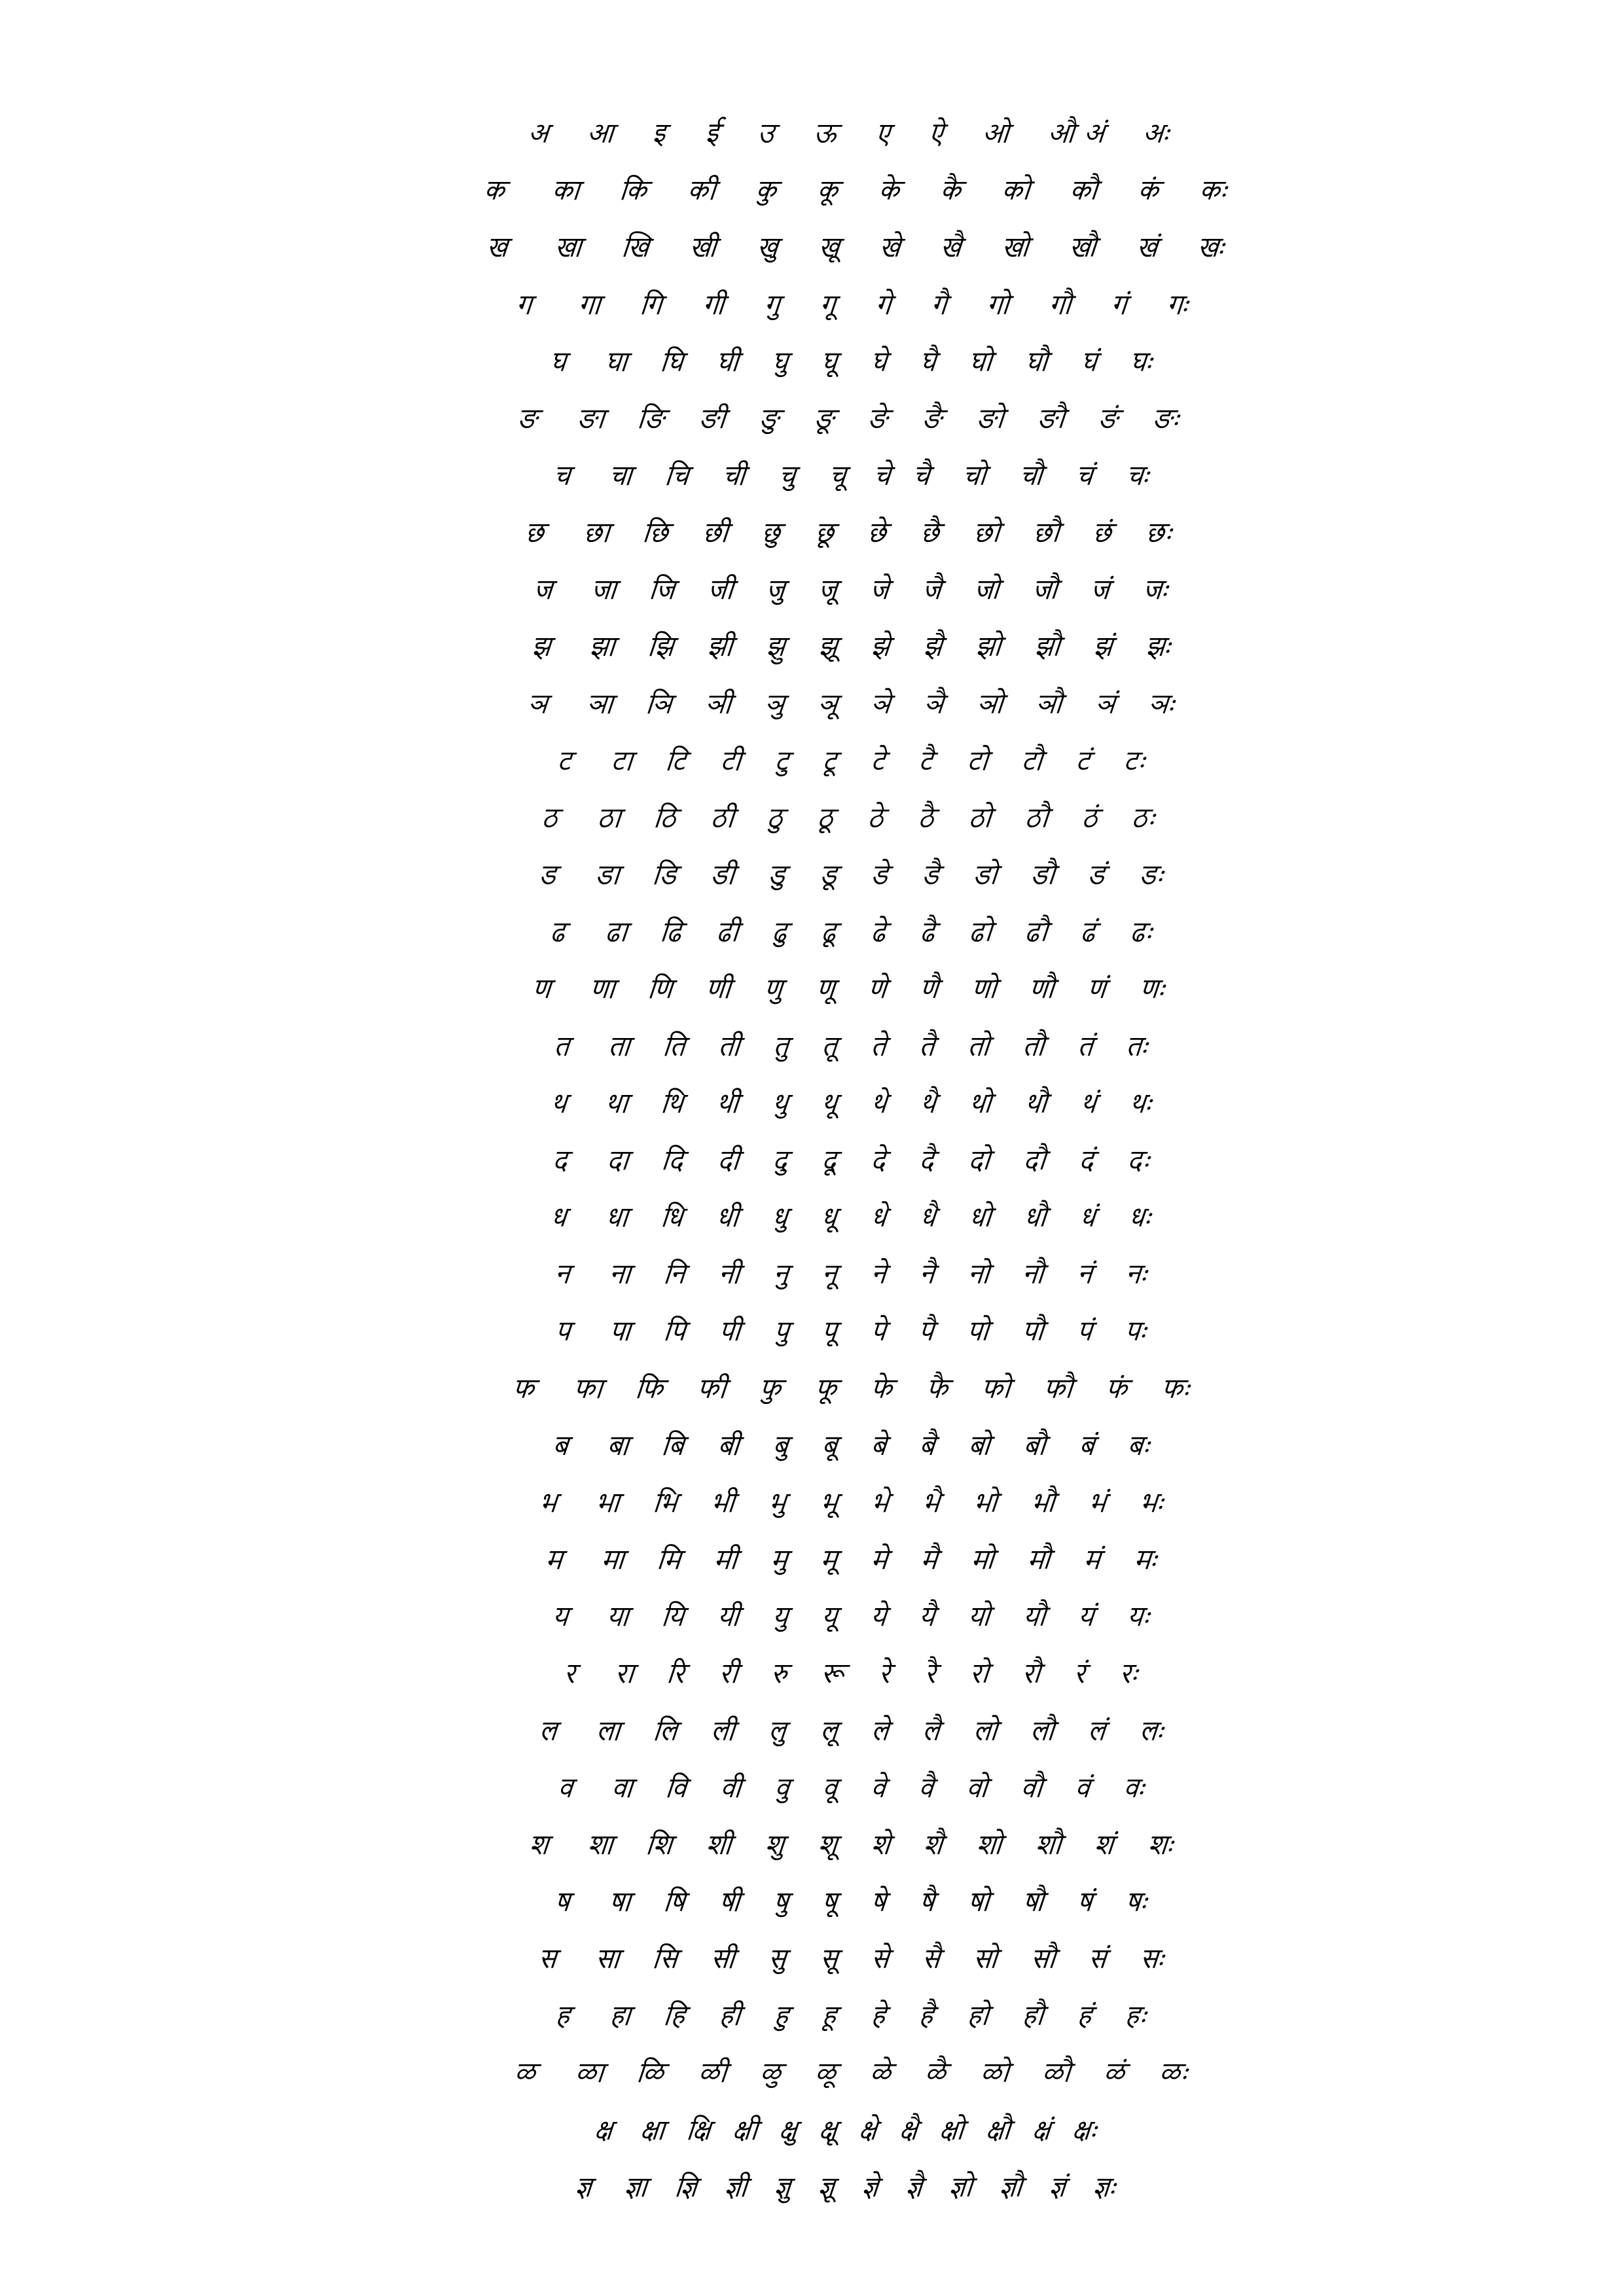 अ आ इ ई उ ऊ ए ऐ ओ औ अं अः
क का कि की कु कू के कै को कौ कं कः
ख खा खि खी खु खू खे खै खो खौ खं खः
ग गा गि गी गु गू गे गै गो गौ गं गः
घ घा घि घी घु घू घे घै घो घौ घं घः
ङ ङा ङि ङी ङु ङू ङे ङै ङो ङौ ङं ङः
च चा चि ची चु चू चे चै चो चौ चं चः
छ छा छि छी छु छू छे छै छो छौ छं छः
ज जा जि जी जु जू जे जै जो जौ जं जः
झ झा झि झी झु झू झे झै झो झौ झं झः
ञ ञा ञि ञी ञु ञू ञे ञै ञो ञौ ञं ञः
ट टा टि टी टु टू टे टै टो टौ टं टः
ठ ठा ठि ठी ठु ठू ठे ठै ठो ठौ ठं ठः
ड डा डि डी डु डू डे डै डो डौ डं डः
ढ ढा ढि ढी ढु ढू ढे ढै ढो ढौ ढं ढः
ण णा णि णी णु णू णे णै णो णौ णं णः
त ता ति ती तु तू ते तै तो तौ तं तः
थ था थि थी थु थू थे थै थो थौ थं थः
द दा दि दी दु दू दे दै दो दौ दं दः
ध धा धि धी धु धू धे धै धो धौ धं धः
न ना नि नी नु नू ने नै नो नौ नं नः
प पा पि पी पु पू पे पै पो पौ पं पः
फ फा फि फी फु फू फे फै फो फौ फं फः
ब बा बि बी बु बू बे बै बो बौ बं बः
भ भा भि भी भु भू भे भै भो भौ भं भः
म मा मि मी मु मू मे मै मो मौ मं मः
य या यि यी यु यू ये यै यो यौ यं यः
र रा रि री रु रू रे रै रो रौ रं रः
ल ला लि ली लु लू ले लै लो लौ लं लः
व वा वि वी वु वू वे वै वो वौ वं वः
श शा शि शी शु शू शे शै शो शौ शं शः
ष षा षि षी षु षू षे षै षो षौ षं षः
स सा सि सी सु सू से सै सो सौ सं सः
ह हा हि ही हु हू हे है हो हौ हं हः
ळ ळा ळि ळी ळु ळू ळे ळै ळो ळौ ळं ळः
क्ष क्षा क्षि क्षी क्षु क्षू क्षे क्षै क्षो क्षौ क्षं क्षः
ज्ञ ज्ञा ज्ञि ज्ञी ज्ञु ज्ञू ज्ञे ज्ञै ज्ञो ज्ञौ ज्ञं ज्ञः